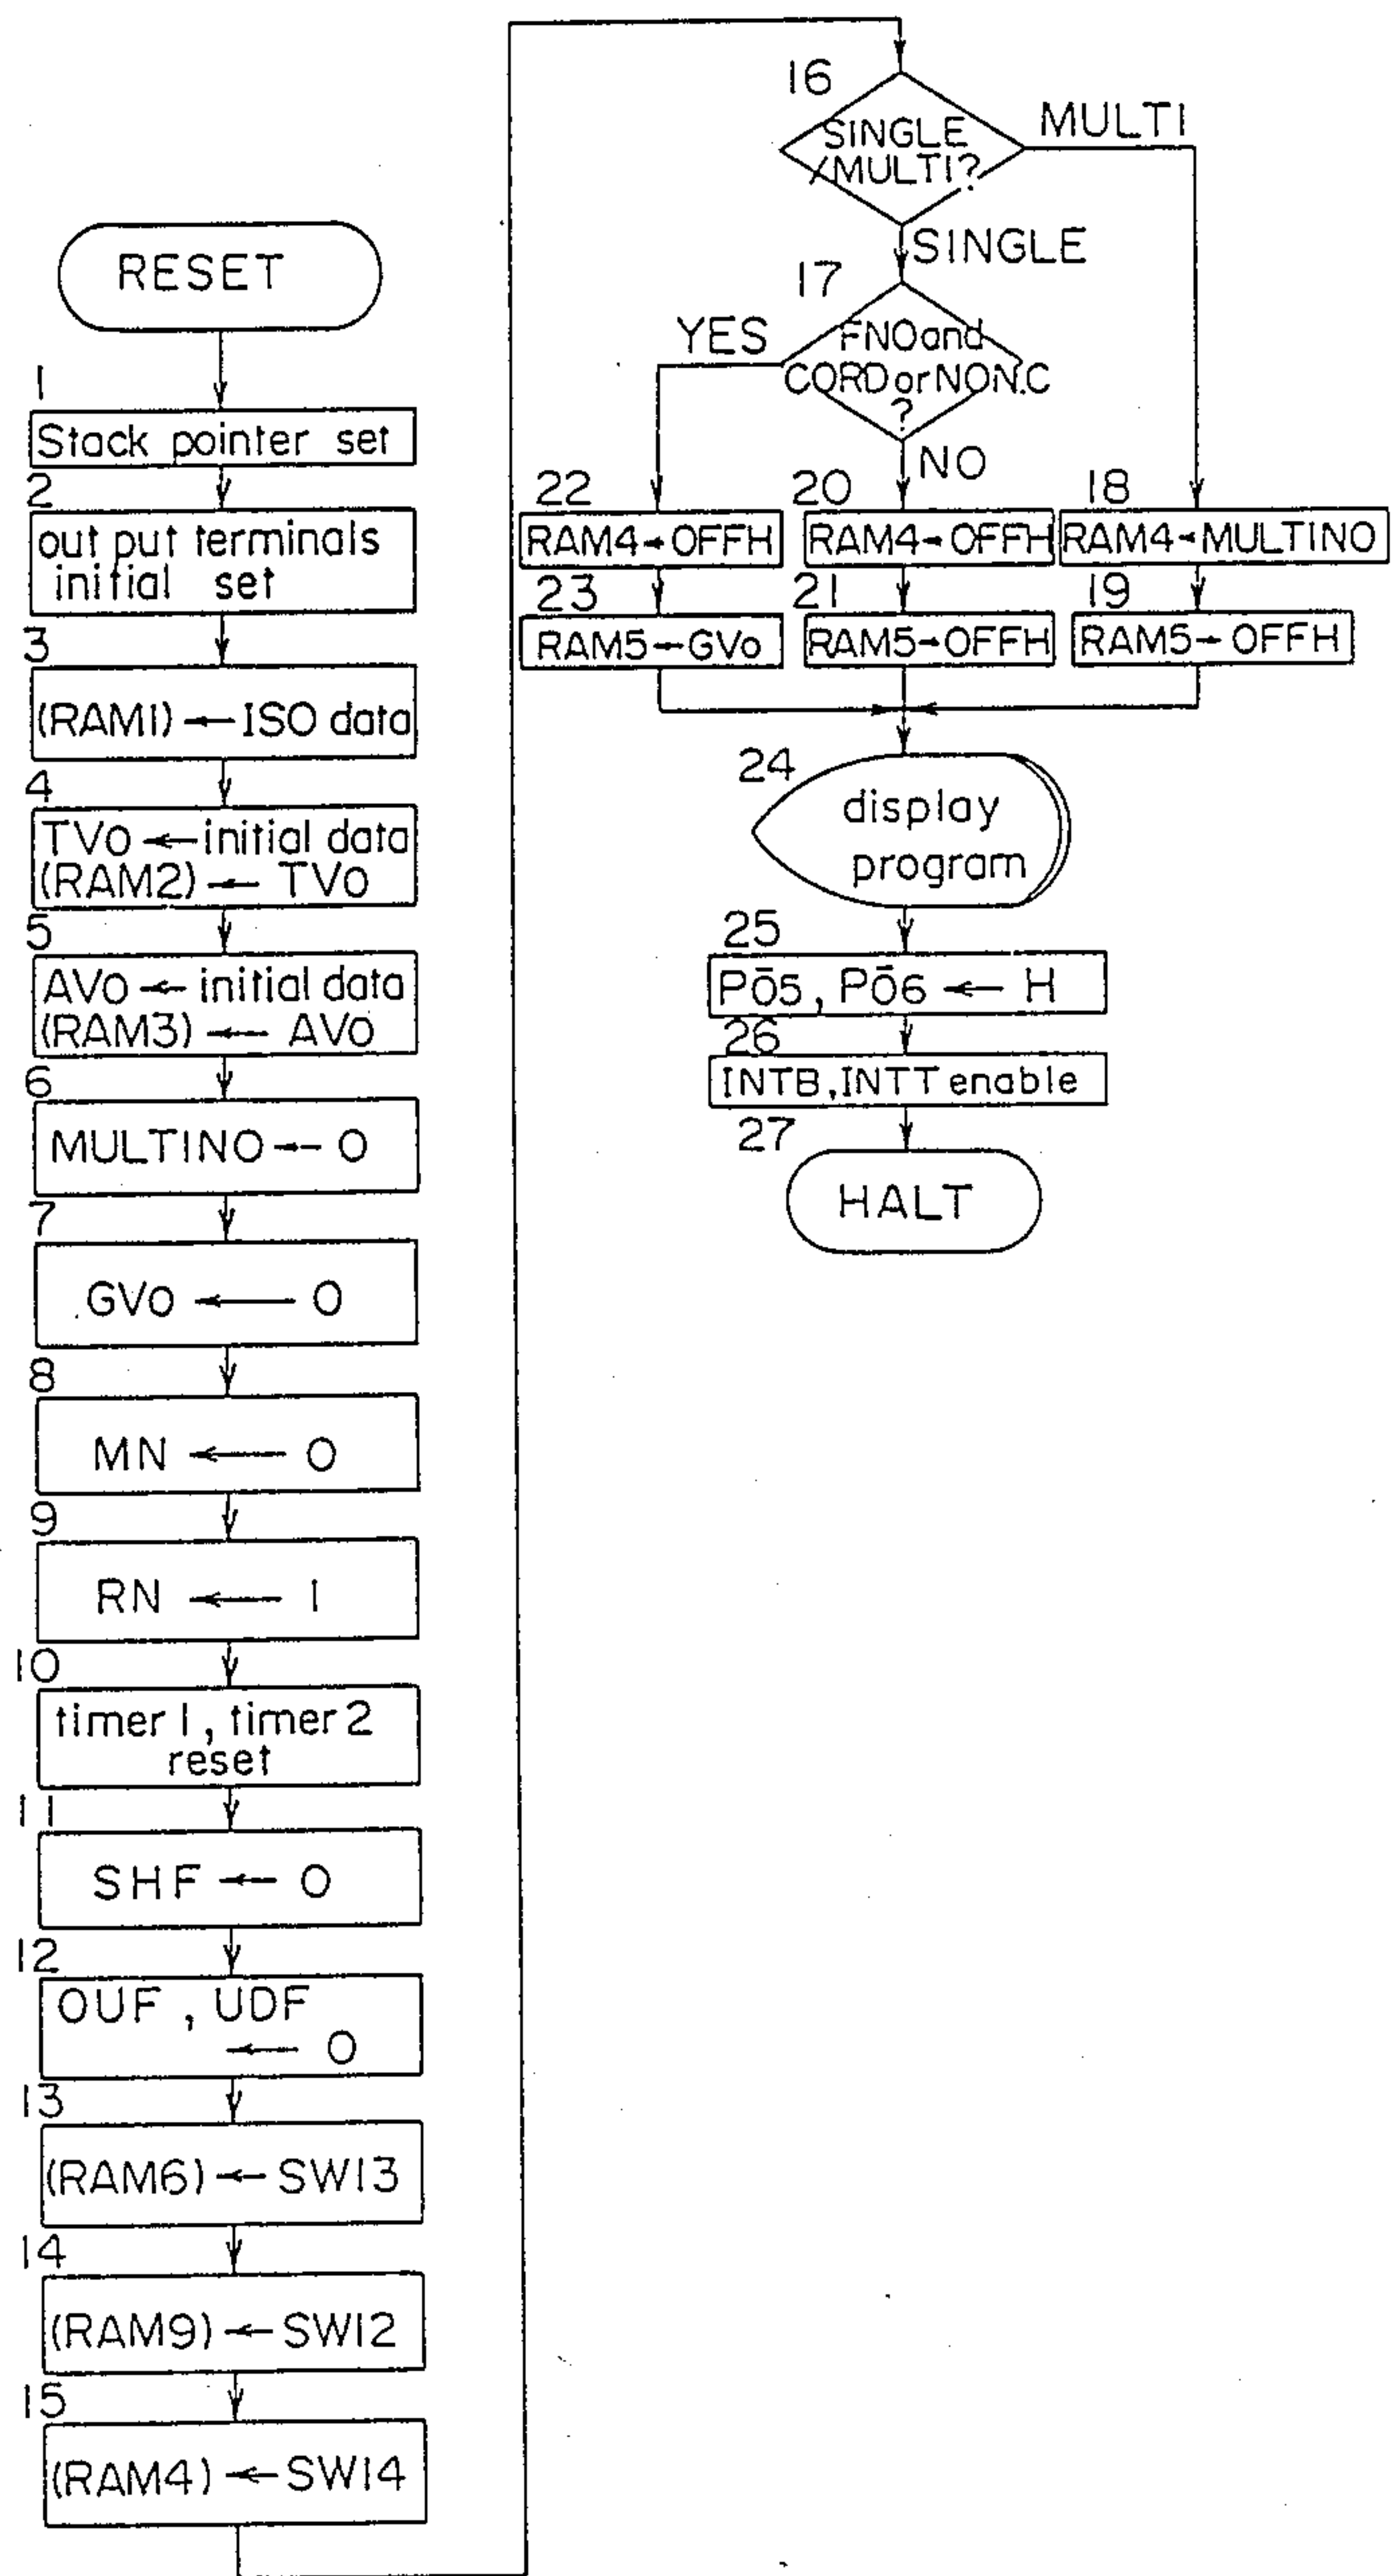 RESET
1
Stack pointer set
2
out put terminals
initial set
3
(RAM1) ← ISO data
4
TVo ← initial data
(RAM2) ← TVo
5
AVo ← initial data
(RAM3) ← AVo
6
MULTINO ← 0
7
GVo ← 0
8
MN ← 0
9
RN ← 1
10
timer 1, timer 2
reset
11
SHF ← 0
12
OUF, UDF
← 0
13
(RAM6) ← SW13
14
(RAM9) ← SW12
15
(RAM4) ← SW14
16
SINGLE
/MULTI?
MULTI
SINGLE
17
FNO and
CORD or NON.C
?
YES
NO
22
RAM4 ← OFFH
23
RAM5 ← GVo
20
RAM4 ← OFFH
21
RAM5 ← OFFH
18
RAM4 ← MULTINO
19
RAM5 ← OFFH
24
display
program
25
Pō5, Pō6 ← H
26
INTB, INTT enable
27
HALT